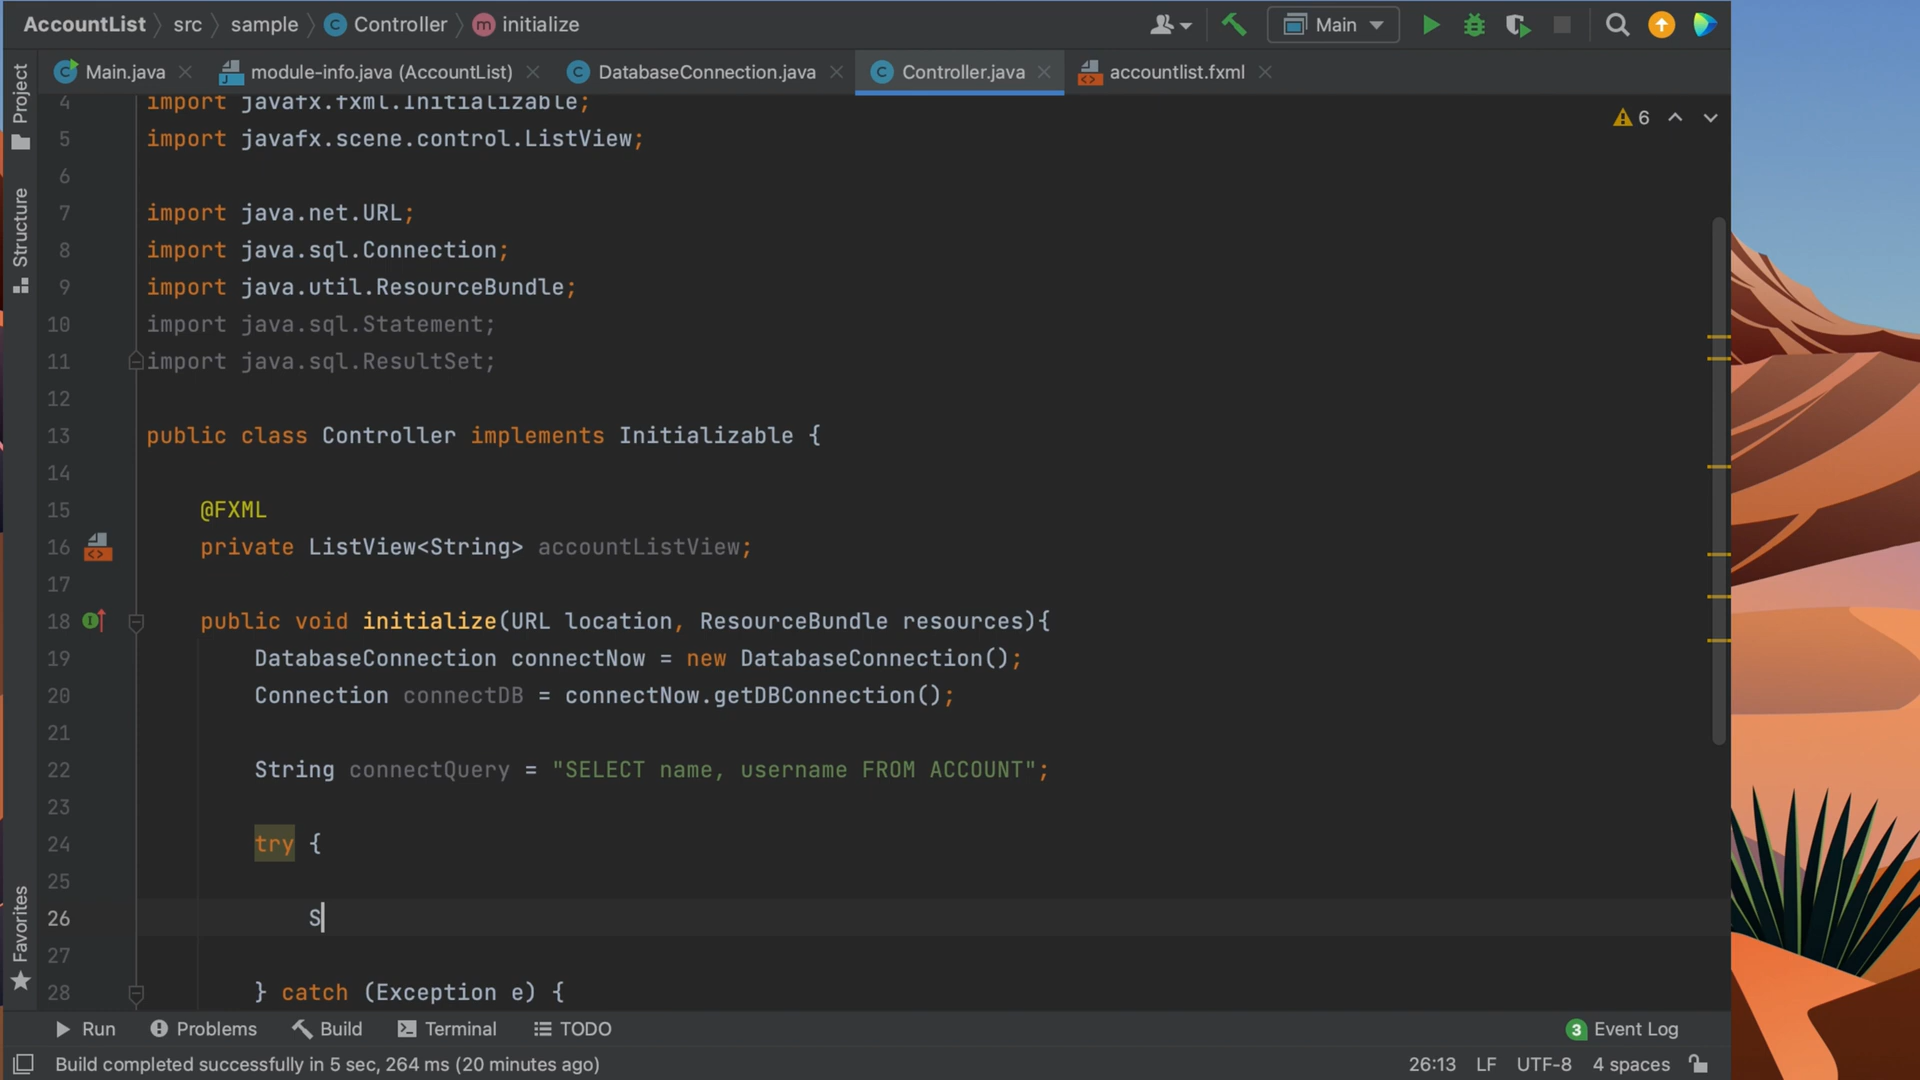 AccountList src sample C Controller m initialize Main
Main.java module-info.java (AccountList) C DatabaseConnection.java C Controller.java accountlist.fxml
Project
Structure
Favorites
6
4 import javafx.fxml.Initializable;
5 import javafx.scene.control.ListView;
6
7 import java.net.URL;
8 import java.sql.Connection;
9 import java.util.ResourceBundle;
10 import java.sql.Statement;
11 import java.sql.ResultSet;
12
13 public class Controller implements Initializable {
14
15 @FXML
16 private ListView<String> accountListView;
17
18 public void initialize(URL location, ResourceBundle resources){
19 DatabaseConnection connectNow = new DatabaseConnection();
20 Connection connectDB = connectNow.getDBConnection();
21
22 String connectQuery = "SELECT name, username FROM ACCOUNT";
23
24 try {
25
26 S
27
28 } catch (Exception e) {
Run Problems Build Terminal TODO 3 Event Log
Build completed successfully in 5 sec, 264 ms (20 minutes ago) 26:13 LF UTF-8 4 spaces